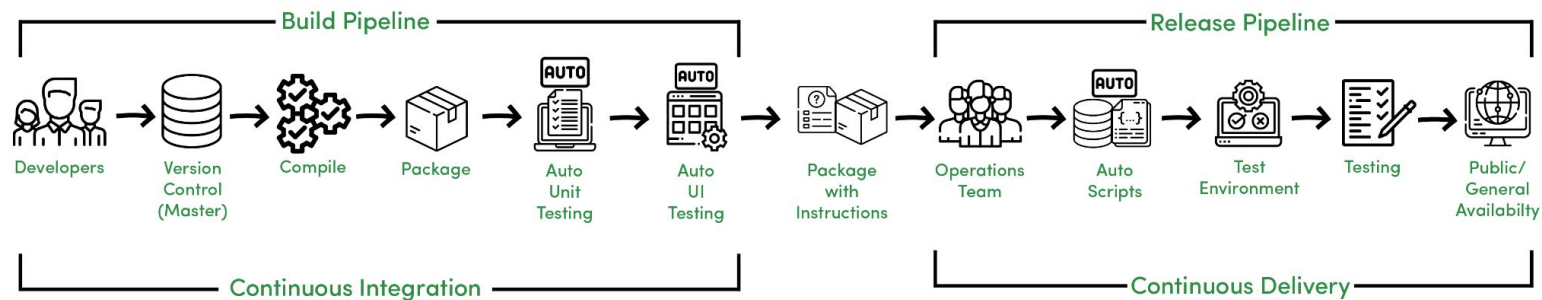 Build Pipeline
Release Pipeline
AUTO
AUTO
AUTO
Developers
Version
Control
(Master)
Compile
Package
Auto
Unit
Testing
Auto
UI
Testing
Package
with
Instructions
Operations
Team
Auto
Scripts
Test
Environment
Testing
Public/
General
Availabilty
?
{...}
Continuous Integration
Continuous Delivery